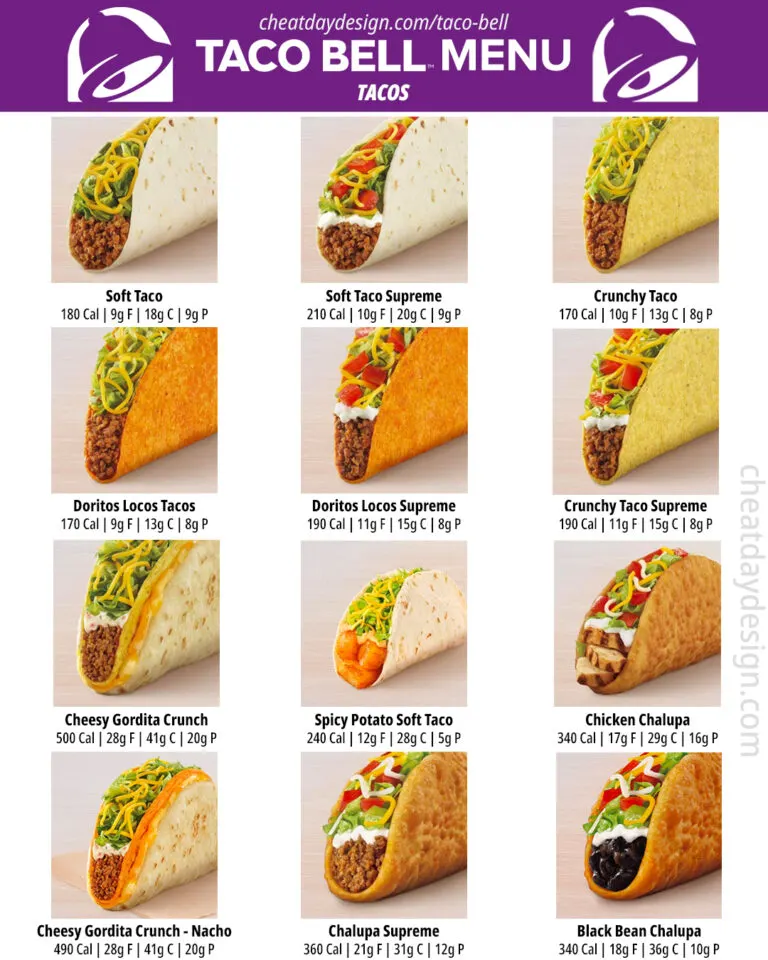 cheatdaydesign.com/taco-bell
TACO BELL™ MENU
TACOS
Soft Taco
180 Cal | 9g F | 18g C | 9g P
Soft Taco Supreme
210 Cal | 10g F | 20g C | 9g P
Crunchy Taco
170 Cal | 10g F | 13g C | 8g P
Doritos Locos Tacos
170 Cal | 9g F | 13g C | 8g P
Doritos Locos Supreme
190 Cal | 11g F | 15g C | 8g P
Crunchy Taco Supreme
190 Cal | 11g F | 15g C | 8g P
Cheesy Gordita Crunch
500 Cal | 28g F | 41g C | 20g P
Spicy Potato Soft Taco
240 Cal | 12g F | 28g C | 5g P
Chicken Chalupa
340 Cal | 17g F | 29g C | 16g P
Cheesy Gordita Crunch - Nacho
490 Cal | 28g F | 41g C | 20g P
Chalupa Supreme
360 Cal | 21g F | 31g C | 12g P
Black Bean Chalupa
340 Cal | 18g F | 36g C | 10g P
cheatdaydesign.com